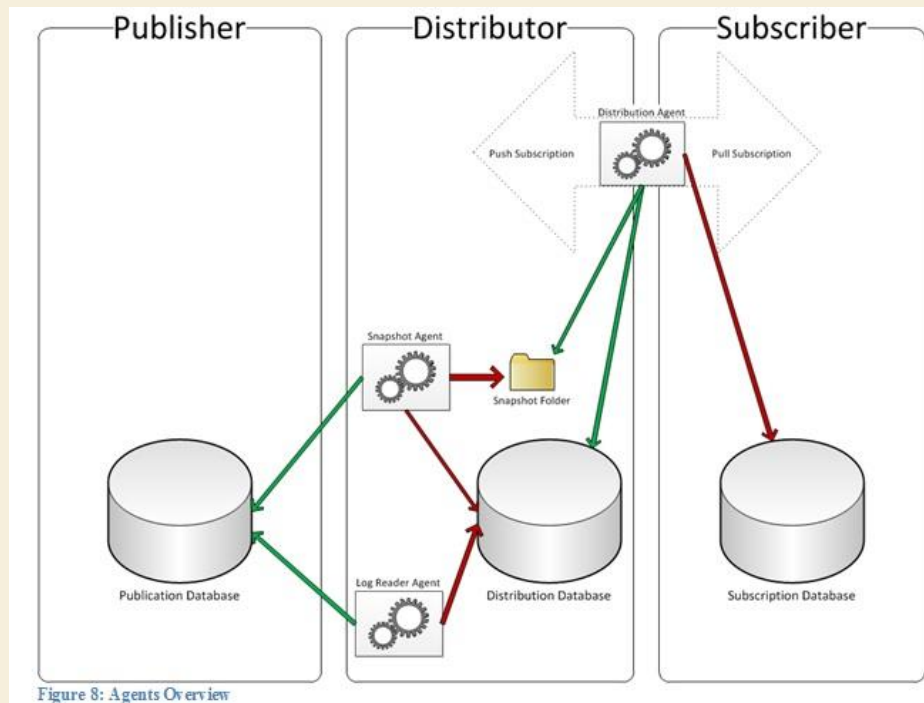 Publisher
Distributor
Subscriber
Distribution Agent
Push Subscription
Pull Subscription
Snapshot Agent
Snapshot Folder
Publication Database
Log Reader Agent
Distribution Database
Subscription Database
Figure 8: Agents Overview